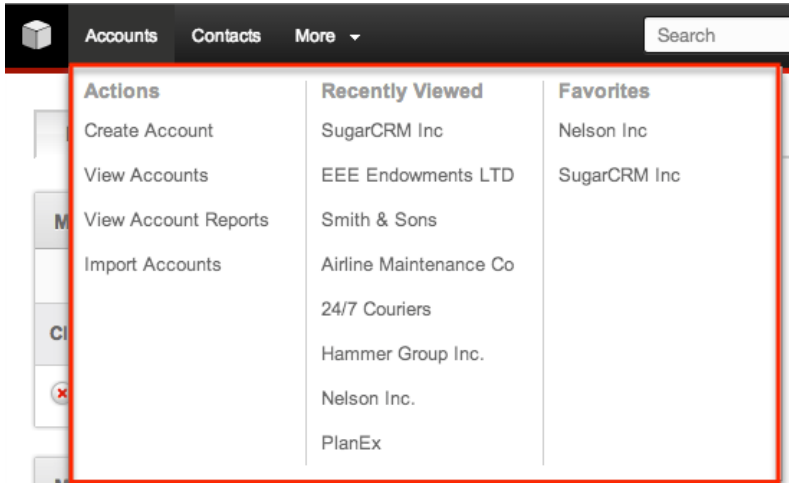 Accounts Contacts More Search
Actions
Create Account
View Accounts
View Account Reports
Import Accounts
Recently Viewed
SugarCRM Inc
EEE Endowments LTD
Smith & Sons
Airline Maintenance Co
24/7 Couriers
Hammer Group Inc.
Nelson Inc.
PlanEx
Favorites
Nelson Inc
SugarCRM Inc